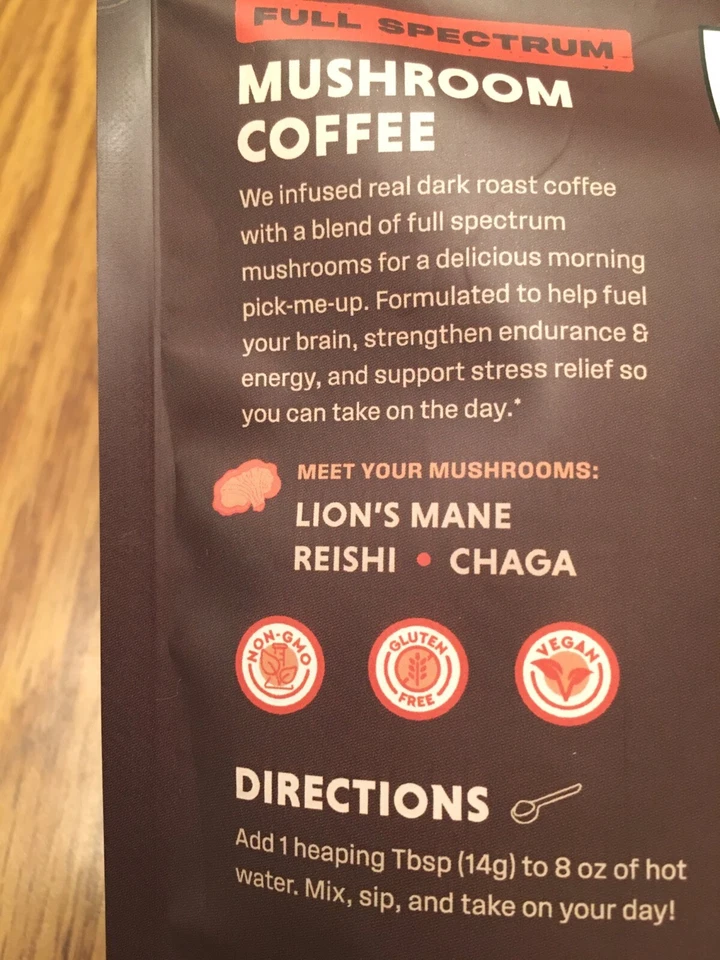 FULL SPECTRUM
MUSHROOM
COFFEE
We infused real dark roast coffee
with a blend of full spectrum
mushrooms for a delicious morning
pick-me-up. Formulated to help fuel
your brain, strengthen endurance &
energy, and support stress relief so
you can take on the day.*
MEET YOUR MUSHROOMS:
LION'S MANE
REISHI • CHAGA
NON-GMO
GLUTEN
FREE
VEGAN
DIRECTIONS
Add 1 heaping Tbsp (14g) to 8 oz of hot
water. Mix, sip, and take on your day!